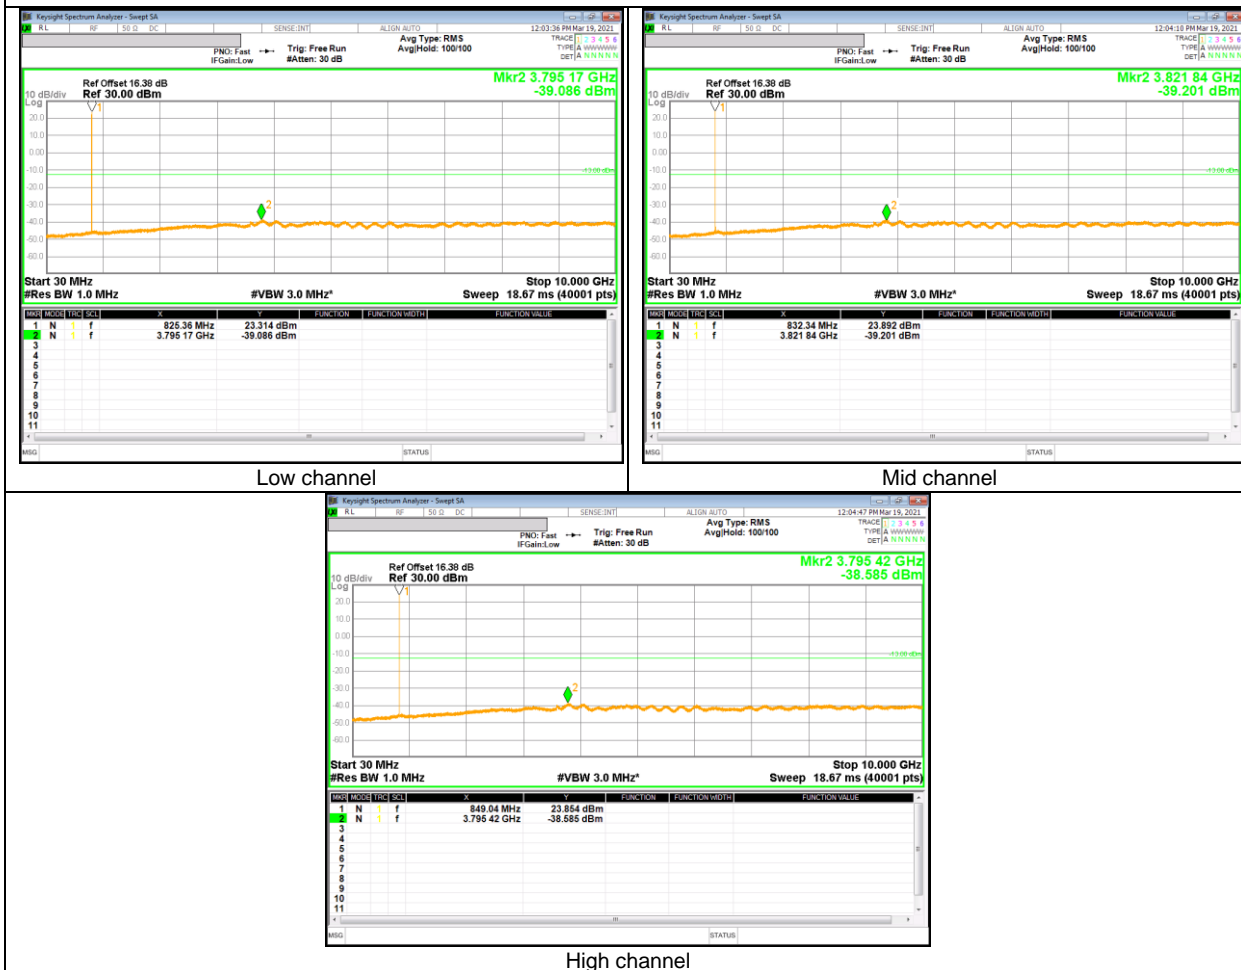 Keysight Spectrum Analyzer - Swept SA
RL RF 50 Ω DC SENSE:INT ALIGN AUTO 12:03:36 PM Mar 19, 2021
Avg Type: RMS TRACE 1 2 3 4 5 6
PNO: Fast Trig: Free Run Avg|Hold: 100/100 TYPE A WWWWW
IFGain:Low #Atten: 30 dB DET A N N N N N
Mkr2 3.795 17 GHz
Ref Offset 16.38 dB
-39.086 dBm
10 dB/div Ref 30.00 dBm
Log
1
20.0
10.0
0.00
-10.0
-13.00 dBm
-20.0
-30.0
2
-40.0
-50.0
-60.0
Start 30 MHz Stop 10.000 GHz
#Res BW 1.0 MHz #VBW 3.0 MHz* Sweep 18.67 ms (40001 pts)
MKR MODE TRC SCL X Y FUNCTION FUNCTION WIDTH FUNCTION VALUE
1 N 1 f 825.36 MHz 23.314 dBm
2 N 1 f 3.795 17 GHz -39.086 dBm
3
4
5
6
7
8
9
10
11
MSG STATUS
Low channel
Keysight Spectrum Analyzer - Swept SA
RL RF 50 Ω DC SENSE:INT ALIGN AUTO 12:04:10 PM Mar 19, 2021
Avg Type: RMS TRACE 1 2 3 4 5 6
PNO: Fast Trig: Free Run Avg|Hold: 100/100 TYPE A WWWWW
IFGain:Low #Atten: 30 dB DET A N N N N N
Mkr2 3.821 84 GHz
Ref Offset 16.38 dB
-39.201 dBm
10 dB/div Ref 30.00 dBm
Log
1
20.0
10.0
0.00
-10.0
-13.00 dBm
-20.0
-30.0
2
-40.0
-50.0
-60.0
Start 30 MHz Stop 10.000 GHz
#Res BW 1.0 MHz #VBW 3.0 MHz* Sweep 18.67 ms (40001 pts)
MKR MODE TRC SCL X Y FUNCTION FUNCTION WIDTH FUNCTION VALUE
1 N 1 f 832.34 MHz 23.892 dBm
2 N 1 f 3.821 84 GHz -39.201 dBm
3
4
5
6
7
8
9
10
11
MSG STATUS
Mid channel
Keysight Spectrum Analyzer - Swept SA
RL RF 50 Ω DC SENSE:INT ALIGN AUTO 12:04:47 PM Mar 19, 2021
Avg Type: RMS TRACE 1 2 3 4 5 6
PNO: Fast Trig: Free Run Avg|Hold: 100/100 TYPE A WWWWW
IFGain:Low #Atten: 30 dB DET A N N N N N
Mkr2 3.795 42 GHz
Ref Offset 16.38 dB
-38.585 dBm
10 dB/div Ref 30.00 dBm
Log
1
20.0
10.0
0.00
-10.0
-13.00 dBm
-20.0
-30.0
2
-40.0
-50.0
-60.0
Start 30 MHz Stop 10.000 GHz
#Res BW 1.0 MHz #VBW 3.0 MHz* Sweep 18.67 ms (40001 pts)
MKR MODE TRC SCL X Y FUNCTION FUNCTION WIDTH FUNCTION VALUE
1 N 1 f 849.04 MHz 23.854 dBm
2 N 1 f 3.795 42 GHz -38.585 dBm
3
4
5
6
7
8
9
10
11
MSG STATUS
High channel